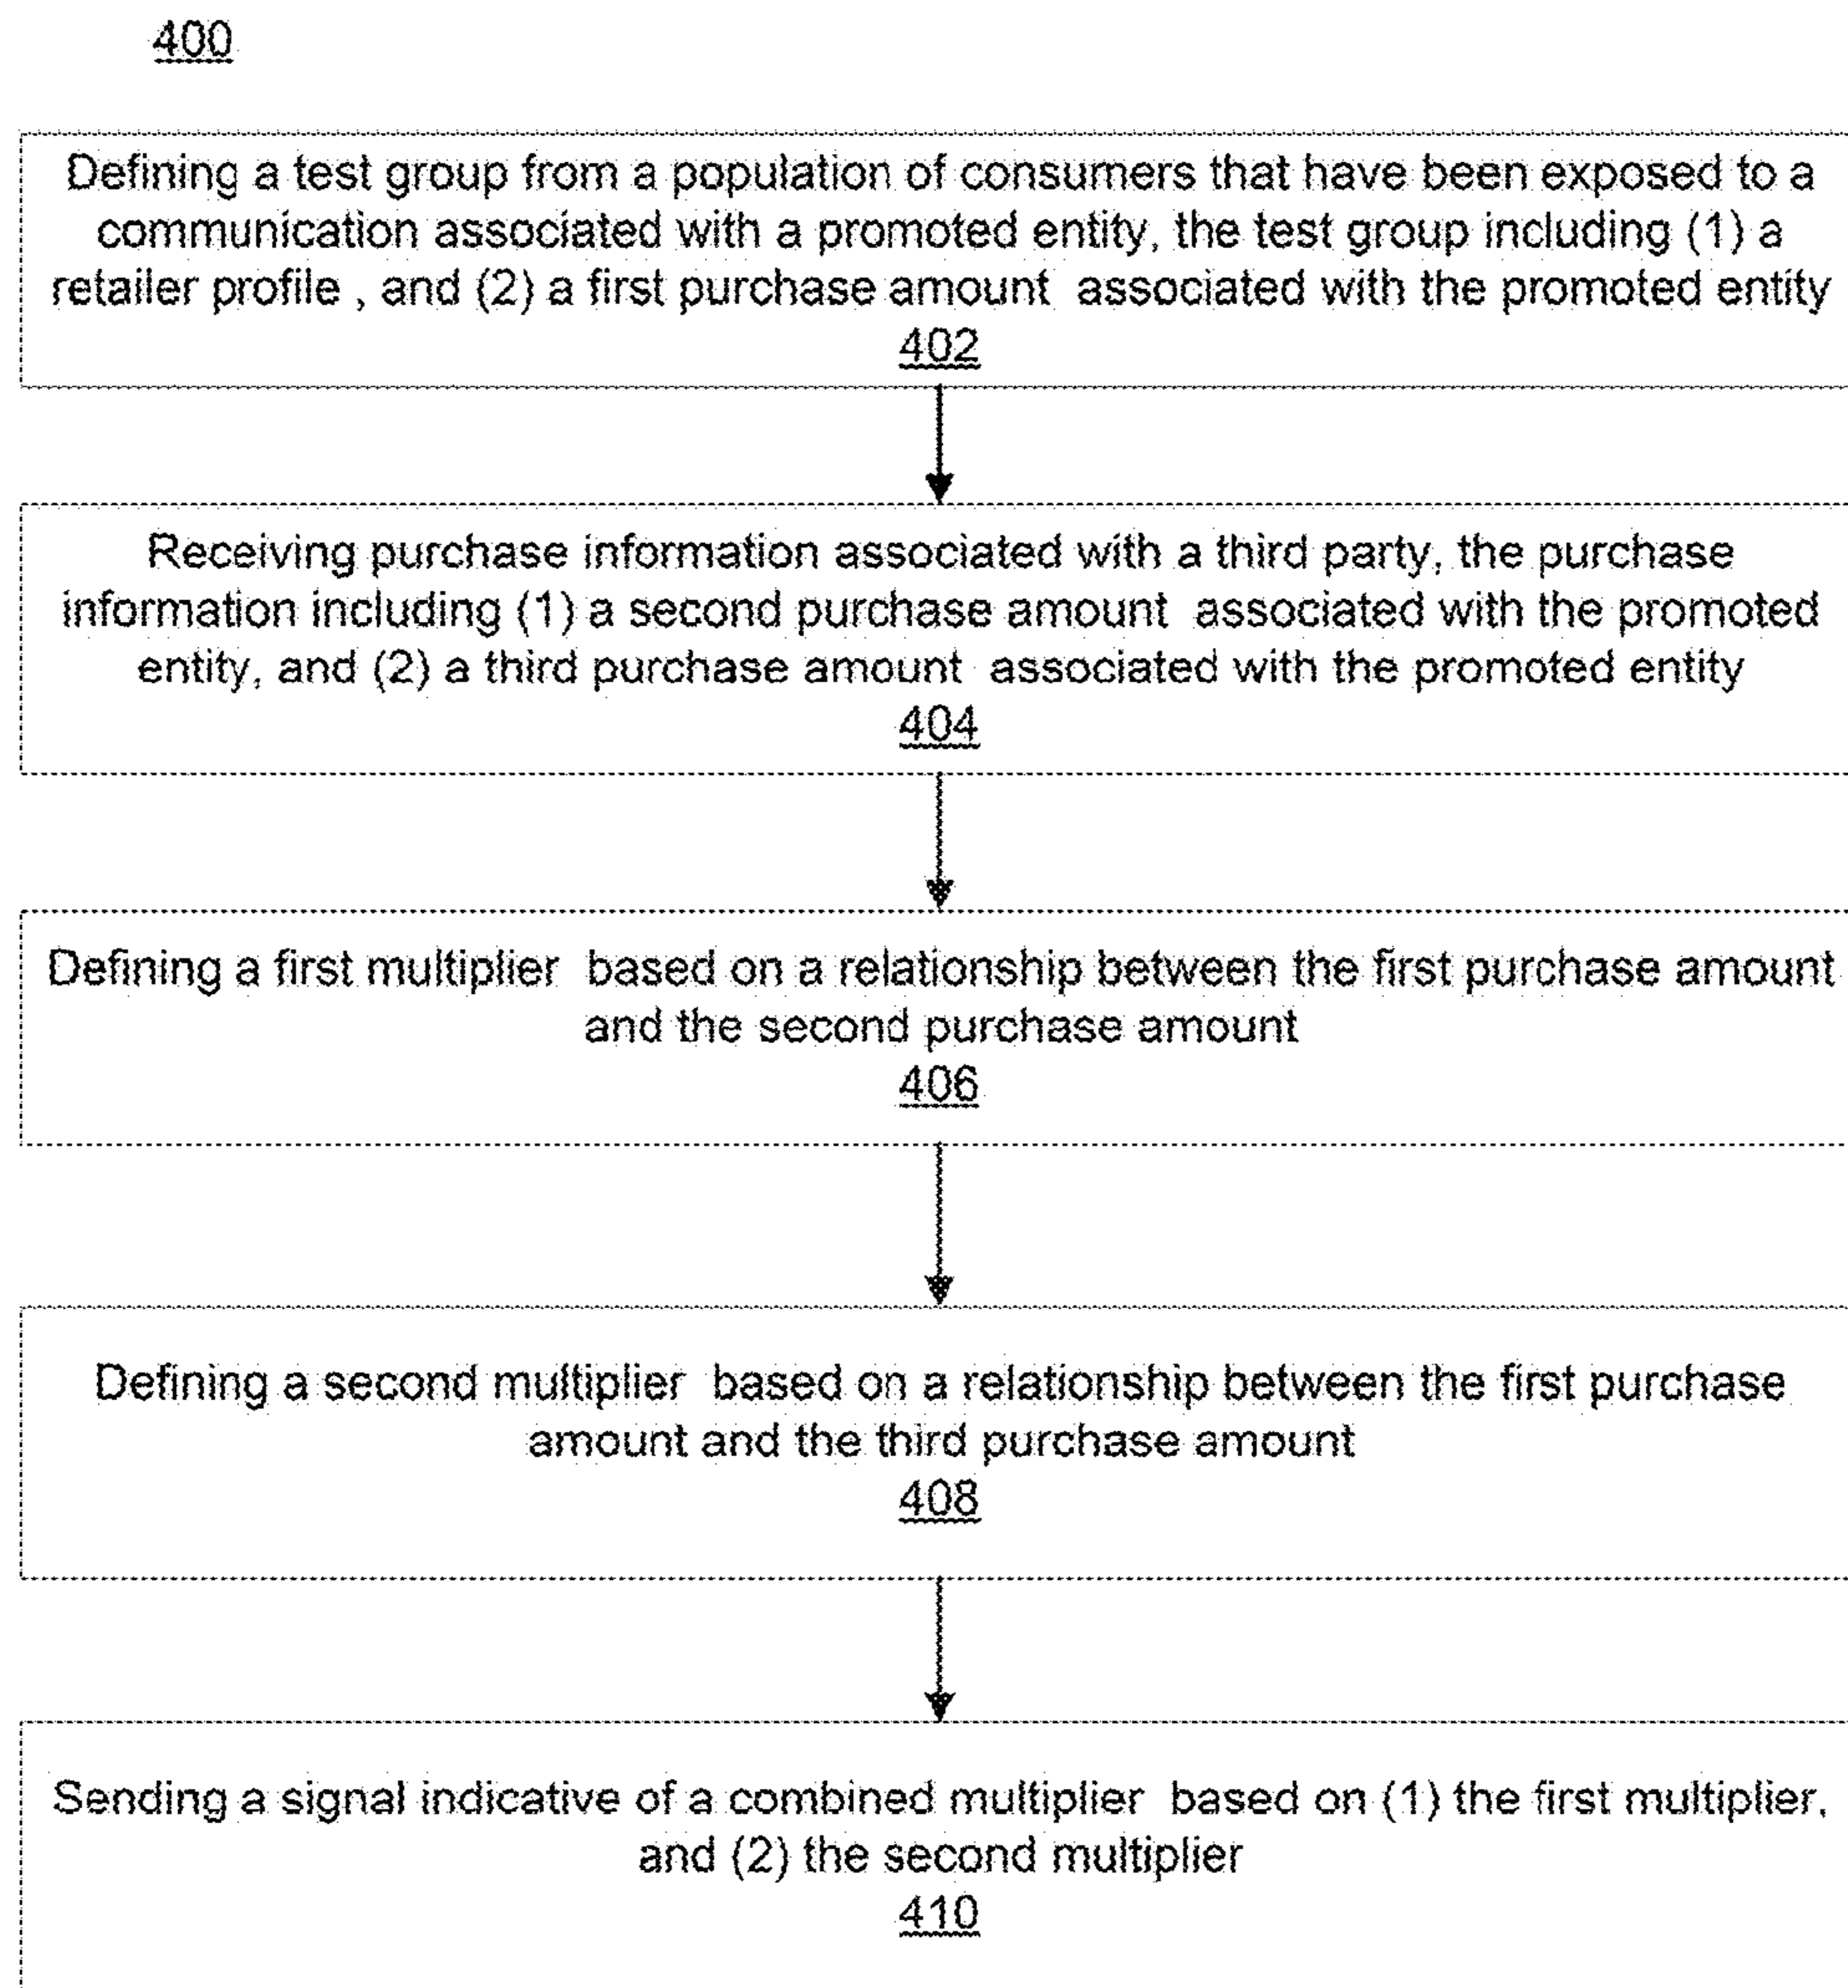 400
Defining a test group from a population of consumers that have been exposed to a
communication associated with a promoted entity, the test group including (1) a
retailer profile , and (2) a first purchase amount associated with the promoted entity
402
Receiving purchase information associated with a third party, the purchase
information including (1) a second purchase amount associated with the promoted
entity, and (2) a third purchase amount associated with the promoted entity
404
Defining a first multiplier based on a relationship between the first purchase amount
and the second purchase amount
406
Defining a second multiplier based on a relationship between the first purchase
amount and the third purchase amount
408
Sending a signal indicative of a combined multiplier based on (1) the first multiplier,
and (2) the second multiplier
410